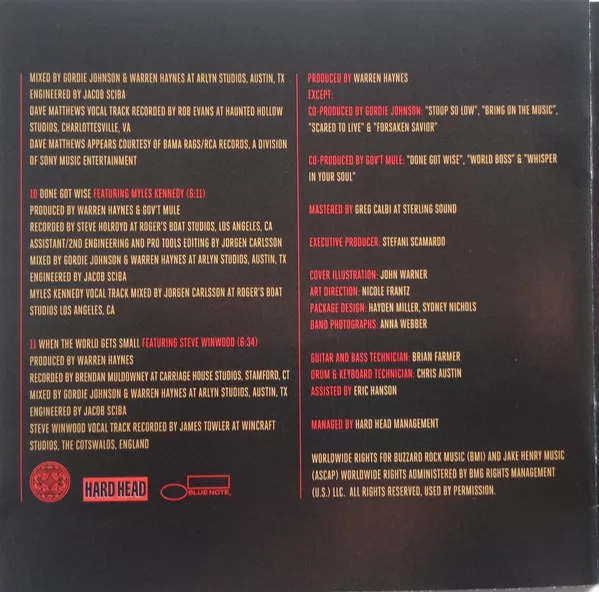 MIXED BY GORDIE JOHNSON & WARREN HAYNES AT ARLYN STUDIOS, AUSTIN, TX
ENGINEERED BY JACOB SCIBA
DAVE MATTHEWS VOCAL TRACK RECORDED BY ROB EVANS AT HAUNTED HOLLOW
STUDIOS, CHARLOTTESVILLE, VA
DAVE MATTHEWS APPEARS COURTESY OF BAMA RAGS/RCA RECORDS, A DIVISION
OF SONY MUSIC ENTERTAINMENT
10 DONE GOT WISE FEATURING MYLES KENNEDY (6:11)
PRODUCED BY WARREN HAYNES & GOV'T MULE
RECORDED BY STEVE HOLROYD AT ROGER'S BOAT STUDIOS, LOS ANGELES, CA
ASSISTANT/2ND ENGINEERING AND PRO TOOLS EDITING BY JORGEN CARLSSON
MIXED BY GORDIE JOHNSON & WARREN HAYNES AT ARLYN STUDIOS, AUSTIN, TX
ENGINEERED BY JACOB SCIBA
MYLES KENNEDY VOCAL TRACK MIXED BY JORGEN CARLSSON AT ROGER'S BOAT
STUDIOS LOS ANGELES, CA
11 WHEN THE WORLD GETS SMALL FEATURING STEVE WINWOOD (6:34)
PRODUCED BY WARREN HAYNES
RECORDED BY BRENDAN MULDOWNEY AT CARRIAGE HOUSE STUDIOS, STAMFORD, CT
MIXED BY GORDIE JOHNSON & WARREN HAYNES AT ARLYN STUDIOS, AUSTIN, TX
ENGINEERED BY JACOB SCIBA
STEVE WINWOOD VOCAL TRACK RECORDED BY JAMES TOWLER AT WINCRAFT
STUDIOS, THE COTSWALDS, ENGLAND
HARD HEAD
BLUE NOTE
PRODUCED BY WARREN HAYNES
EXCEPT:
CO-PRODUCED BY GORDIE JOHNSON: "STOOP SO LOW", "BRING ON THE MUSIC",
"SCARED TO LIVE" & "FORSAKEN SAVIOR"
CO-PRODUCED BY GOV'T MULE: "DONE GOT WISE", "WORLD BOSS" & "WHISPER
IN YOUR SOUL"
MASTERED BY GREG CALBI AT STERLING SOUND
EXECUTIVE PRODUCER: STEFANI SCAMARDO
COVER ILLUSTRATION: JOHN WARNER
ART DIRECTION: NICOLE FRANTZ
PACKAGE DESIGN: HAYDEN MILLER, SYDNEY NICHOLS
BAND PHOTOGRAPHS: ANNA WEBBER
GUITAR AND BASS TECHNICIAN: BRIAN FARMER
DRUM & KEYBOARD TECHNICIAN: CHRIS AUSTIN
ASSISTED BY ERIC HANSON
MANAGED BY HARD HEAD MANAGEMENT
WORLDWIDE RIGHTS FOR BUZZARD ROCK MUSIC (BMI) AND JAKE HENRY MUSIC
(ASCAP) WORLDWIDE RIGHTS ADMINISTERED BY BMG RIGHTS MANAGEMENT
(U.S.) LLC. ALL RIGHTS RESERVED, USED BY PERMISSION.